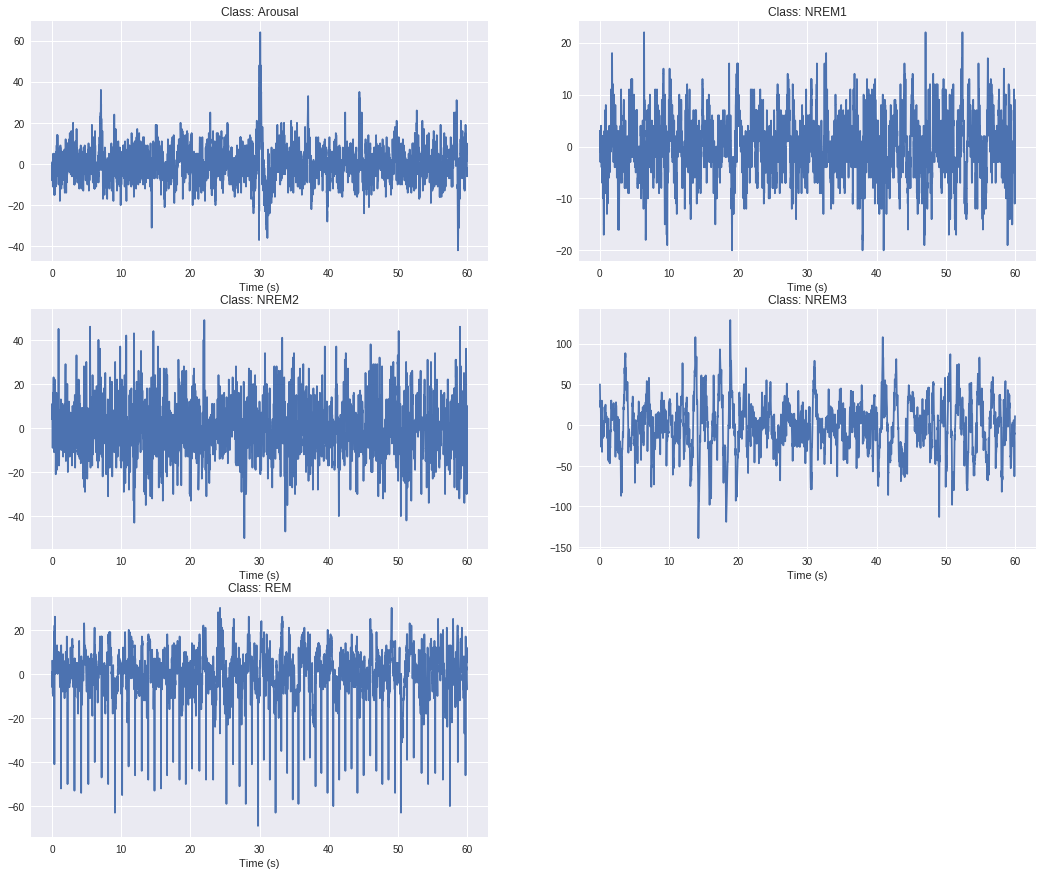 Class: Arousal
60
40
20
0
−20
−40
0 10 20 30 40 50 60
Time (s)
Class: NREM1
20
10
0
−10
−20
0 10 20 30 40 50 60
Time (s)
Class: NREM2
40
20
0
−20
−40
0 10 20 30 40 50 60
Time (s)
Class: NREM3
100
50
0
−50
−100
−150
0 10 20 30 40 50 60
Time (s)
Class: REM
20
0
−20
−40
−60
0 10 20 30 40 50 60
Time (s)